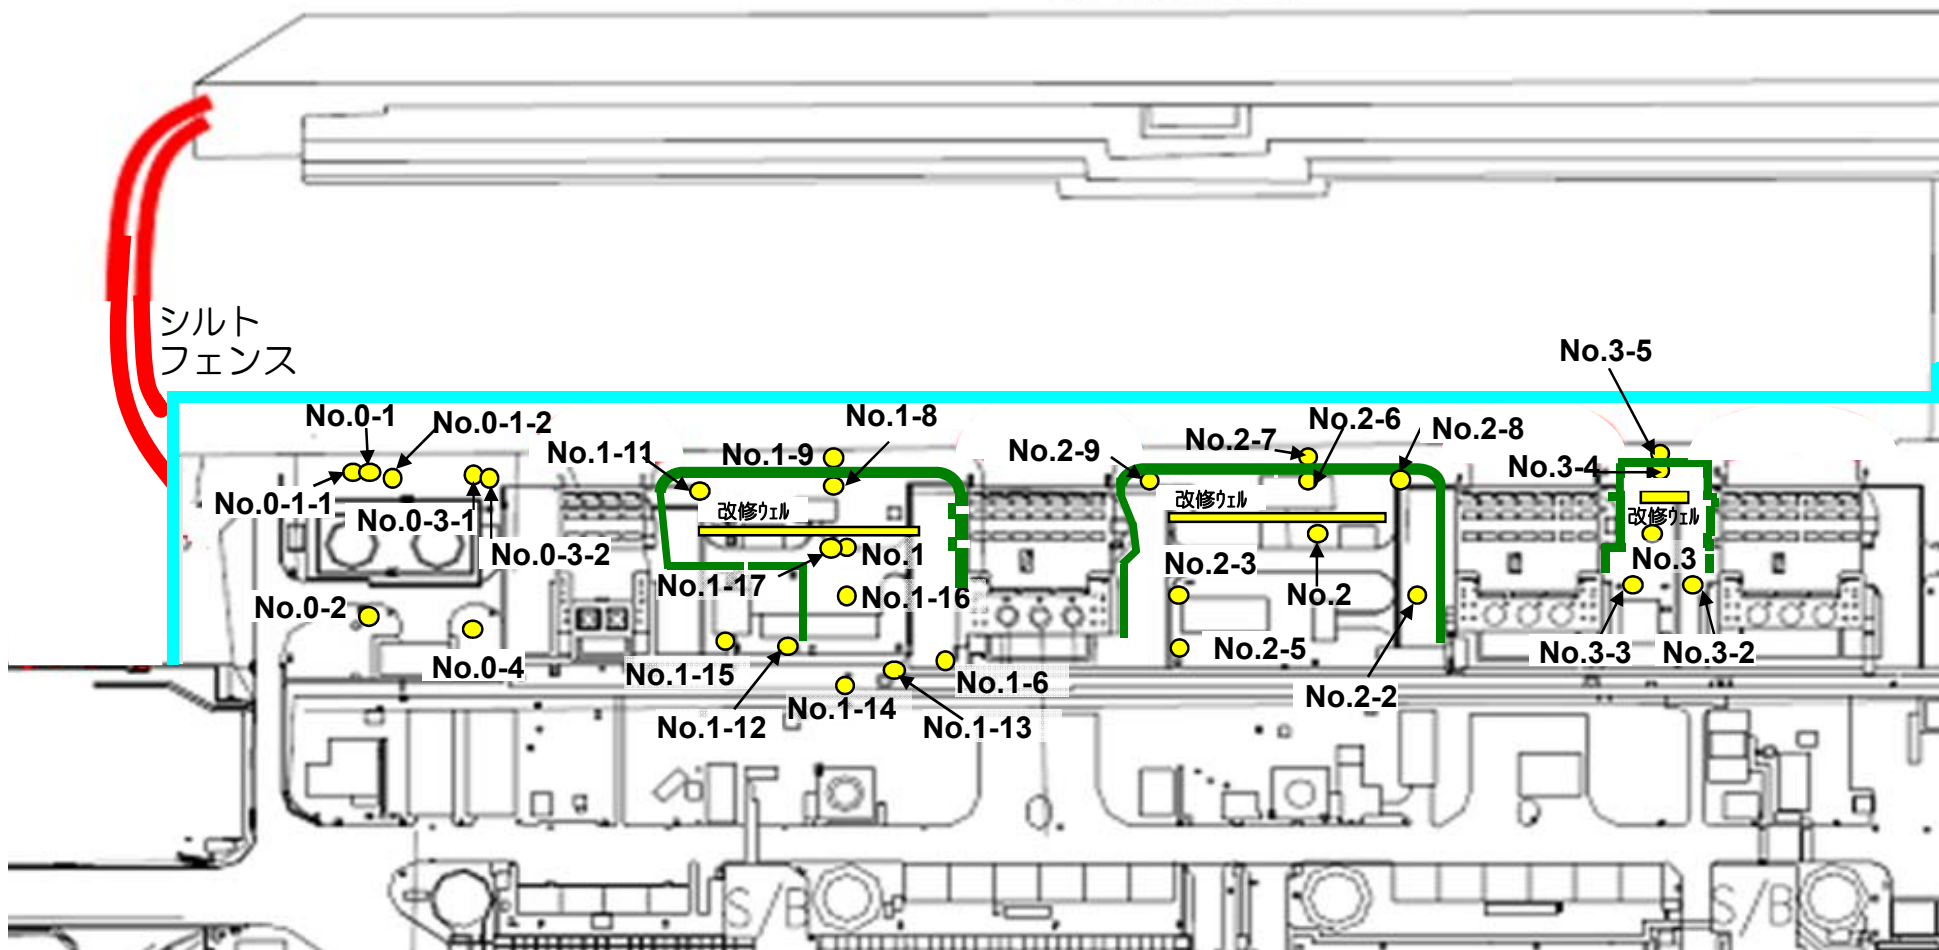 シルト
フェンス
No.3-5
No.0-1
No.0-1-2
No.1-8
No.2-6
No.2-8
No.1-11
No.1-9
No.2-9
No.2-7
No.3-4
No.0-1-1
No.0-3-1
改修ｳｪﾙ
改修ｳｪﾙ
改修ｳｪﾙ
No.0-3-2
No.1
No.1-17
No.1-16
No.2-3
No.2
No.3
No.0-2
No.0-4
No.1-15
No.1-6
No.2-5
No.3-3
No.3-2
No.1-12
No.1-14
No.1-13
No.2-2
S/B
S/B